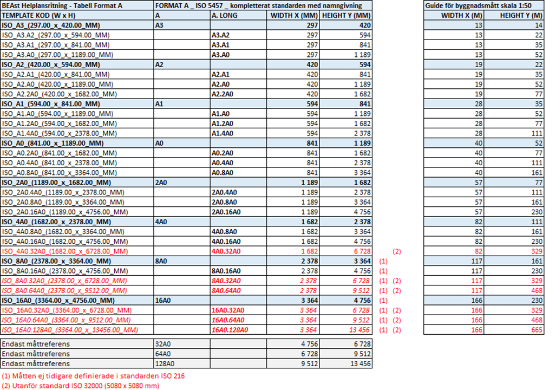 BEAst Helplansritning - Tabell Format A FORMAT A _ ISO 5457 _ kompletterat standarden med namngivning Guide för byggnadsmått skala 1:50
TEMPLATE KOD (W x H) A A. LONG WIDTH X (MM) HEIGHT Y (MM) WIDTH X (M) HEIGHT Y (M)
ISO_A3_(297.00_x_420.00_MM) A3 297 420 13 14
ISO_A3.A2_(297.00_x_594.00_MM) A3.A2 297 594 13 22
ISO_A3.A1_(297.00_x_841.00_MM) A3.A1 297 841 13 35
ISO_A3.A0_(297.00_x_1189.00_MM) A3.A0 297 1 189 13 52
ISO_A2_(420.00_x_594.00_MM) A2 420 594 19 22
ISO_A2.A1_(420.00_x_841.00_MM) A2.A1 420 841 19 35
ISO_A2.A0_(420.00_x_1189.00_MM) A2.A0 420 1 189 19 52
ISO_A2.2A0_(420.00_x_1682.00_MM) A2.2A0 420 1 682 19 77
ISO_A1_(594.00_x_841.00_MM) A1 594 841 28 35
ISO_A1.A0_(594.00_x_1189.00_MM) A1.A0 594 1 189 28 52
ISO_A1.2A0_(594.00_x_1682.00_MM) A1.2A0 594 1 682 28 77
ISO_A1.4A0_(594.00_x_2378.00_MM) A1.4A0 594 2 378 28 111
ISO_A0_(841.00_x_1189.00_MM) A0 841 1 189 40 52
ISO_A0.2A0_(841.00_x_1682.00_MM) A0.2A0 841 1 682 40 77
ISO_A0.4A0_(841.00_x_2378.00_MM) A0.4A0 841 2 378 40 111
ISO_A0.8A0_(841.00_x_3364.00_MM) A0.8A0 841 3 364 40 161
ISO_2A0_(1189.00_x_1682.00_MM) 2A0 1 189 1 682 57 77
ISO_2A0.4A0_(1189.00_x_2378.00_MM) 2A0.4A0 1 189 2 378 57 111
ISO_2A0.8A0_(1189.00_x_3364.00_MM) 2A0.8A0 1 189 3 364 57 161
ISO_2A0.16A0_(1189.00_x_4756.00_MM) 2A0.16A0 1 189 4 756 57 230
ISO_4A0_(1682.00_x_2378.00_MM) 4A0 1 682 2 378 82 111
ISO_4A0.8A0_(1682.00_x_3364.00_MM) 4A0.8A0 1 682 3 364 82 161
ISO_4A0.16A0_(1682.00_x_4756.00_MM) 4A0.16A0 1 682 4 756 82 230
ISO_4A0.32A0_(1682.00_x_6728.00_MM) 4A0.32A0 1 682 6 728 (2) 82 329
ISO_8A0_(2378.00_x_3364.00_MM) 8A0 2 378 3 364 (1) 117 161
ISO_8A0.16A0_(2378.00_x_4756.00_MM) 8A0.16A0 2 378 4 756 (1) 117 230
ISO_8A0.32A0_(2378.00_x_6728.00_MM) 8A0.32A0 2 378 6 728 (1) (2) 117 329
ISO_8A0.64A0_(2378.00_x_9512.00_MM) 8A0.64A0 2 378 9 512 (1) (2) 117 468
ISO_16A0_(3364.00_x_4756.00_MM) 16A0 3 364 4 756 (1) 166 230
ISO_16A0.32A0_(3364.00_x_6728.00_MM) 16A0.32A0 3 364 6 728 (1) (2) 166 329
ISO_16A0.64A0_(3364.00_x_9512.00_MM) 16A0.64A0 3 364 9 512 (1) (2) 166 468
ISO_16A0.128A0_(3364.00_x_13456.00_MM) 16A0.128A0 3 364 13 456 (1) (2) 166 665
Endast måttreferens 32A0 4 756 6 728
Endast måttreferens 64A0 6 728 9 512
Endast måttreferens 128A0 9 512 13 456
(1) Måtten ej tidigare definierade i standarden ISO 216
(2) Utanför standard ISO 32000 (5080 x 5080 mm)